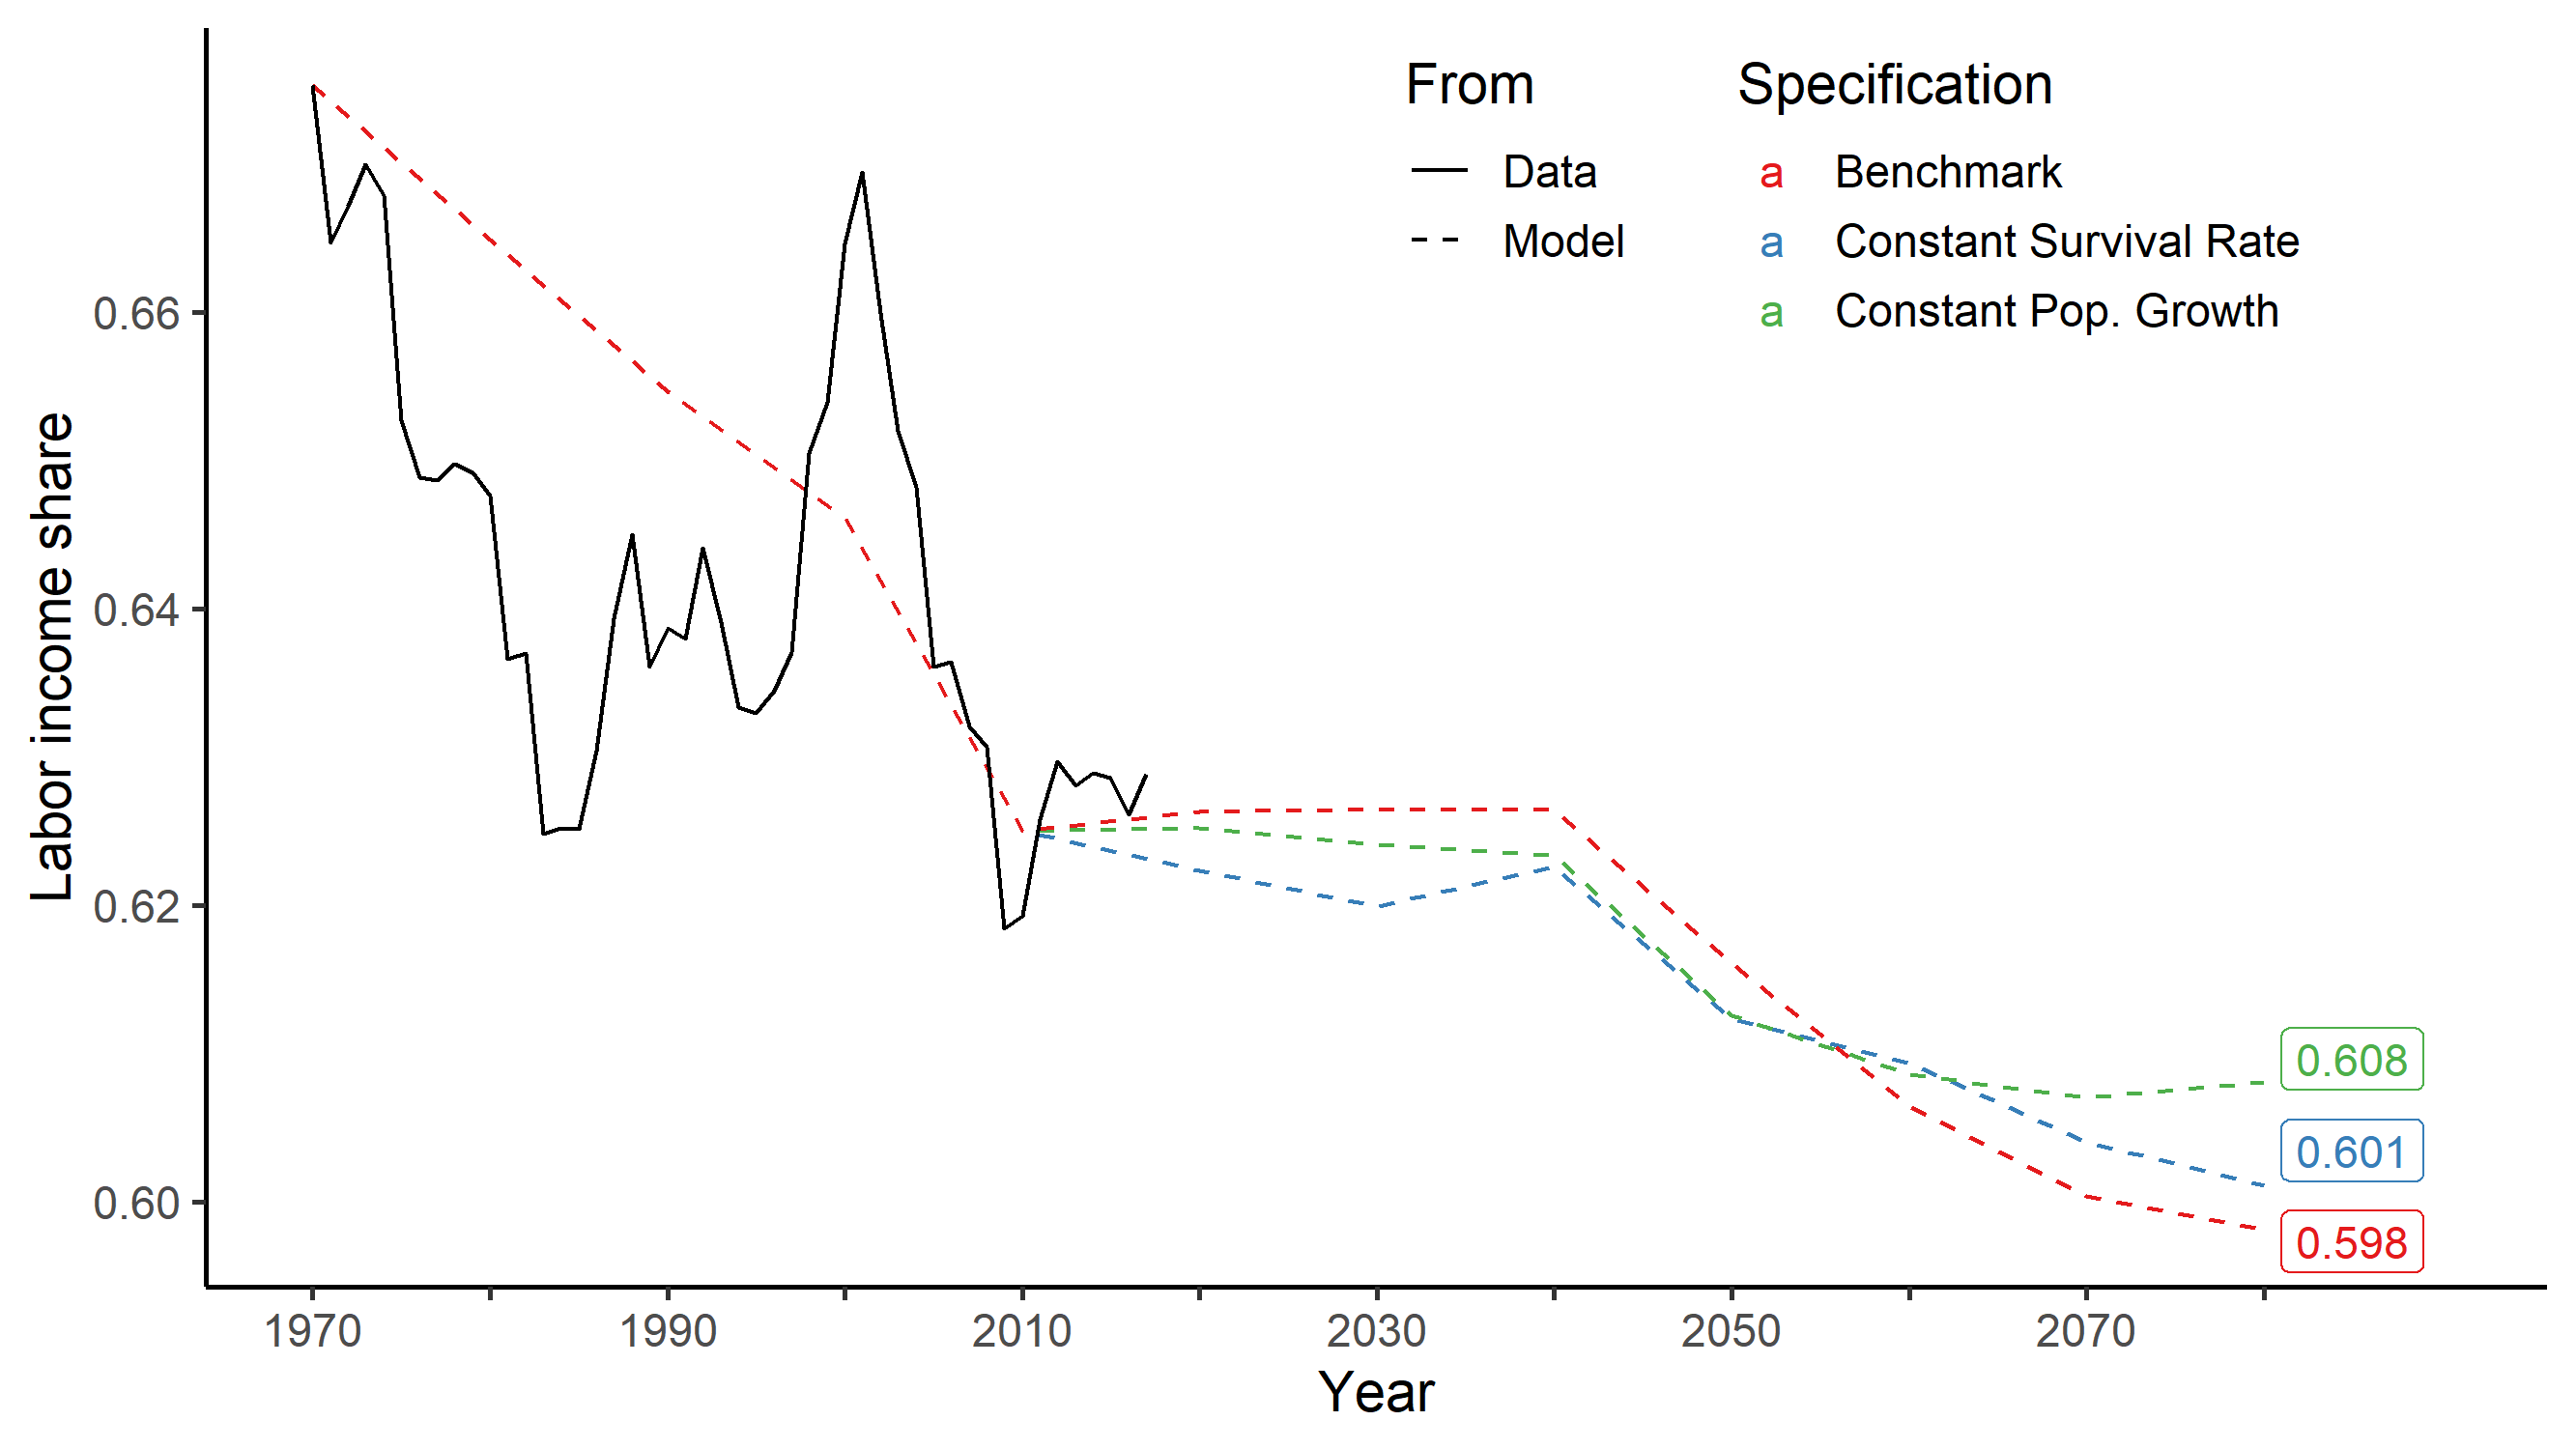 From
Data
Model
Specification
a Benchmark
a Constant Survival Rate
a Constant Pop. Growth
Labor income share
0.66
0.64
0.62
0.60
0.608
0.601
0.598
1970 1990 2010 2030 2050 2070
Year